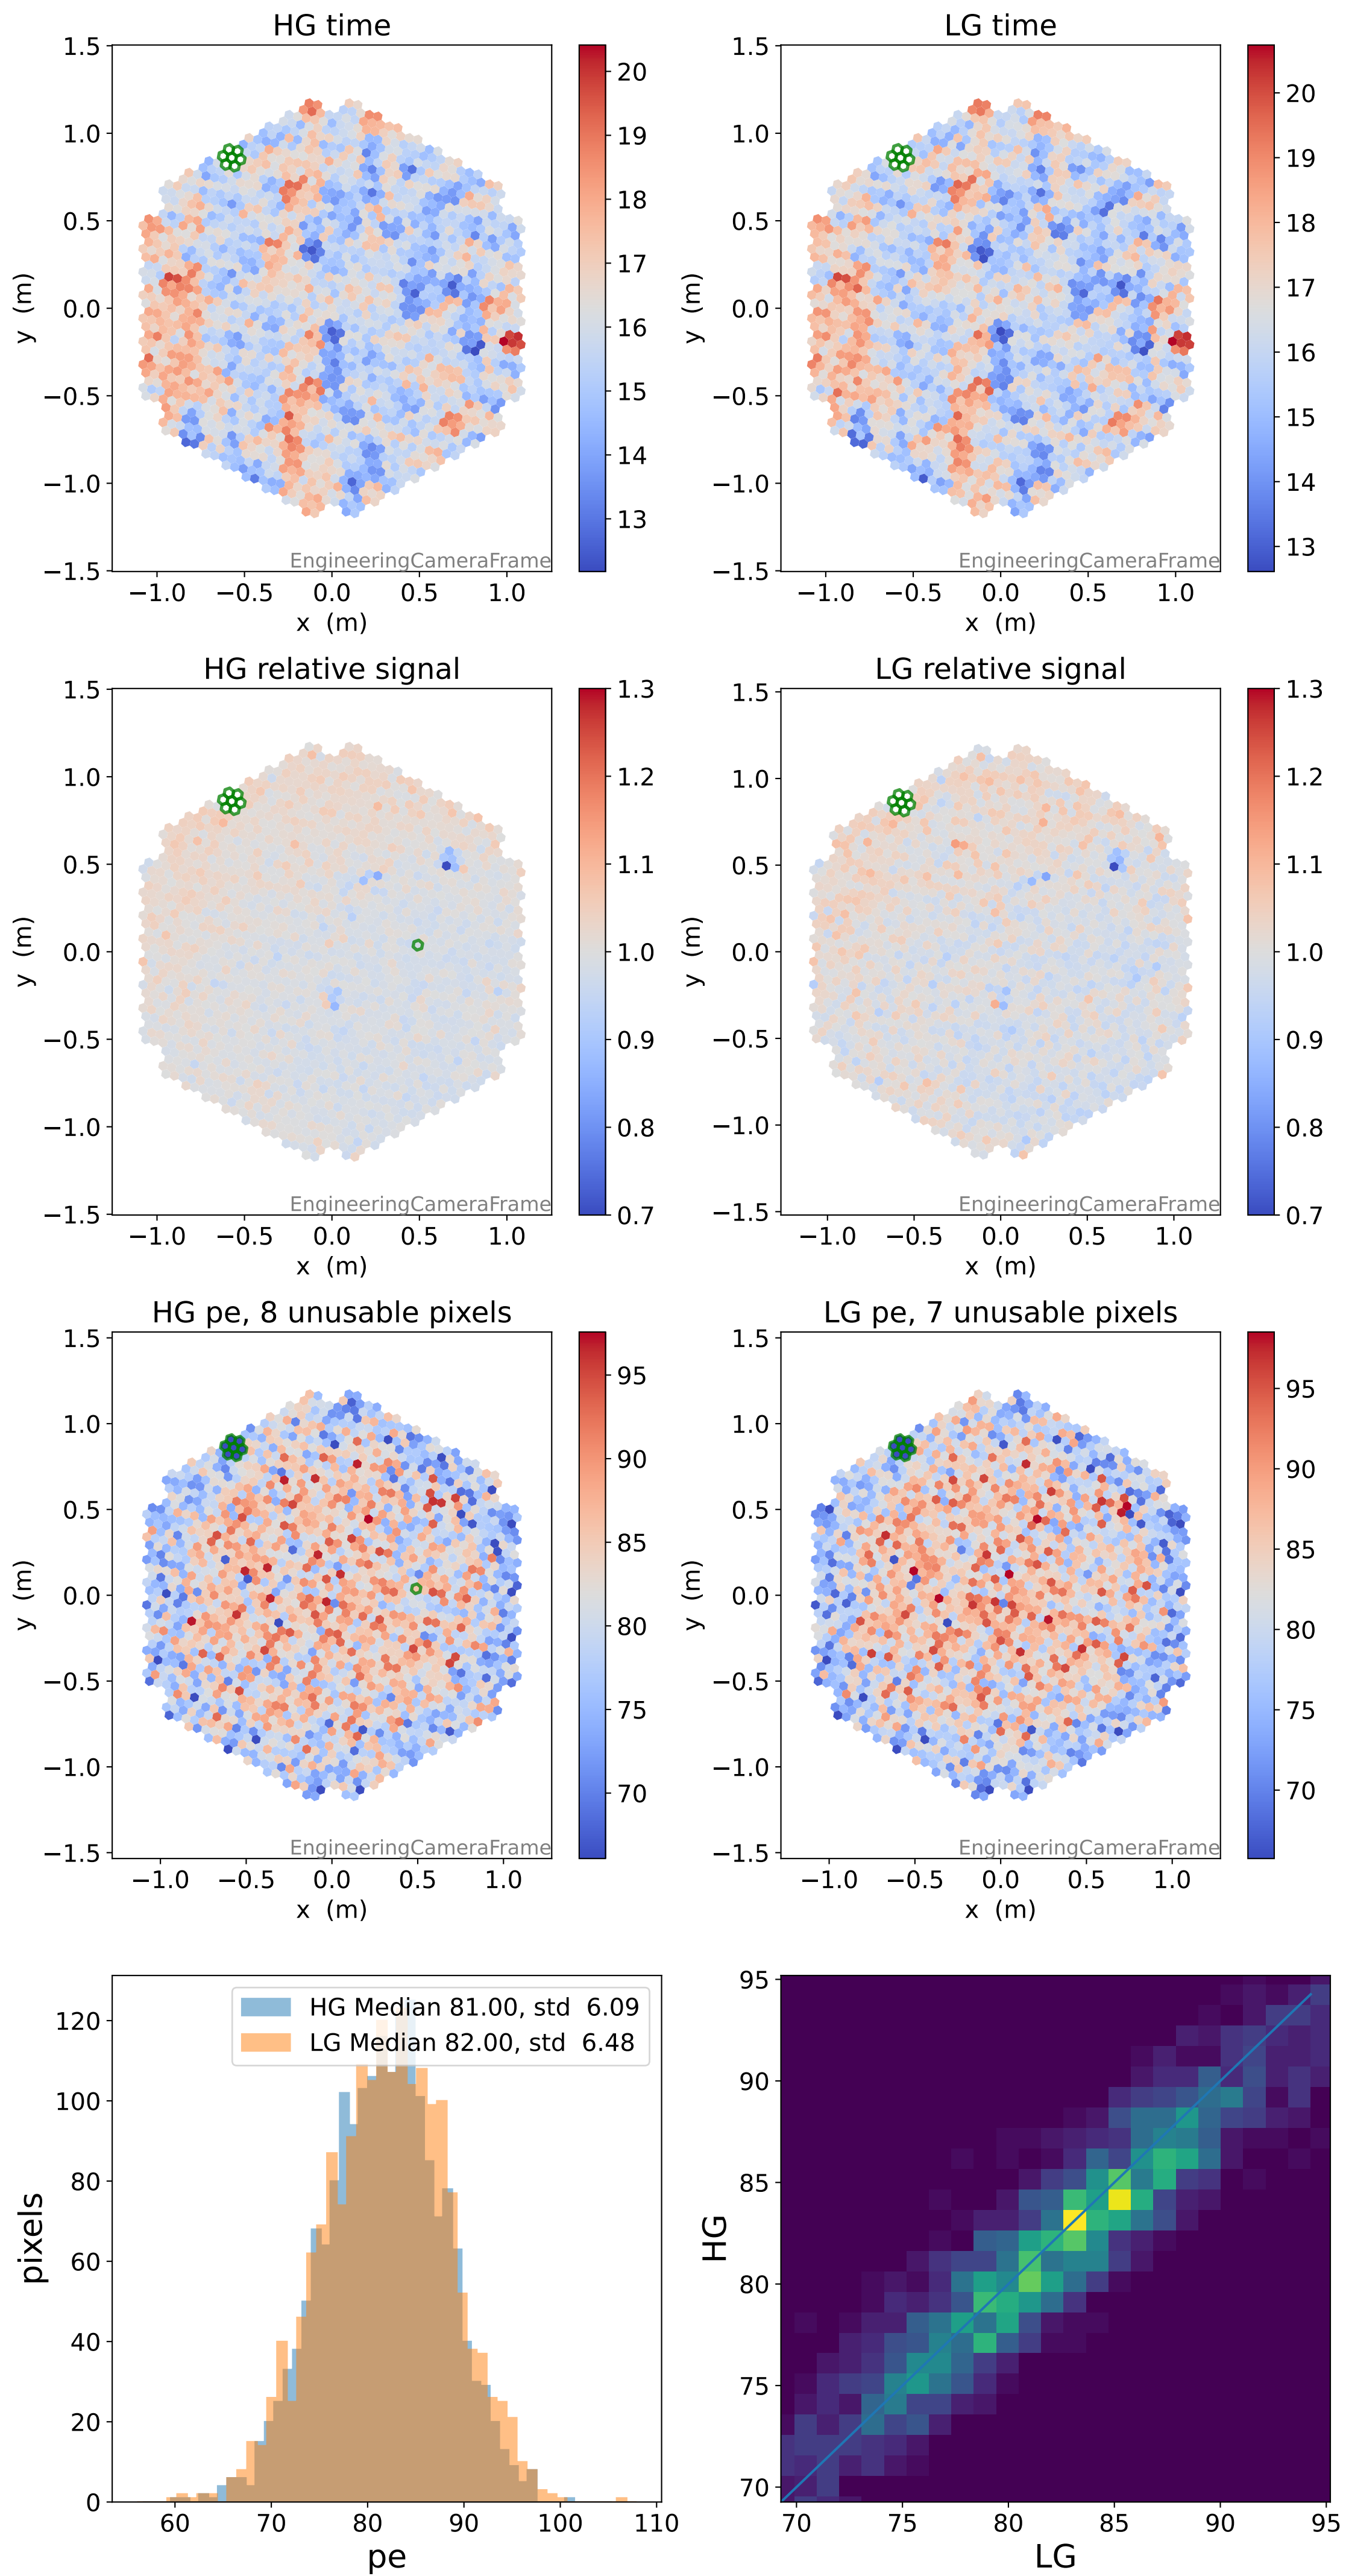 HG time
LG time
1.5
1.0
0.5
0.0
−0.5
−1.0
−1.5
y (m)
−1.0 −0.5 0.0 0.5 1.0
x (m)
EngineeringCameraFrame
20
19
18
17
16
15
14
13
1.5
1.0
0.5
0.0
−0.5
−1.0
−1.5
y (m)
−1.0 −0.5 0.0 0.5 1.0
x (m)
EngineeringCameraFrame
20
19
18
17
16
15
14
13
HG relative signal
LG relative signal
1.5
1.0
0.5
0.0
−0.5
−1.0
−1.5
y (m)
−1.0 −0.5 0.0 0.5 1.0
x (m)
EngineeringCameraFrame
1.3
1.2
1.1
1.0
0.9
0.8
0.7
1.5
1.0
0.5
0.0
−0.5
−1.0
−1.5
y (m)
−1.0 −0.5 0.0 0.5 1.0
x (m)
EngineeringCameraFrame
1.3
1.2
1.1
1.0
0.9
0.8
0.7
HG pe, 8 unusable pixels
LG pe, 7 unusable pixels
1.5
1.0
0.5
0.0
−0.5
−1.0
−1.5
y (m)
−1.0 −0.5 0.0 0.5 1.0
x (m)
EngineeringCameraFrame
95
90
85
80
75
70
1.5
1.0
0.5
0.0
−0.5
−1.0
−1.5
y (m)
−1.0 −0.5 0.0 0.5 1.0
x (m)
EngineeringCameraFrame
95
90
85
80
75
70
HG Median 81.00, std 6.09
LG Median 82.00, std 6.48
120
100
80
60
40
20
0
pixels
60 70 80 90 100 110
pe
95
90
85
80
75
70
HG
70 75 80 85 90 95
LG